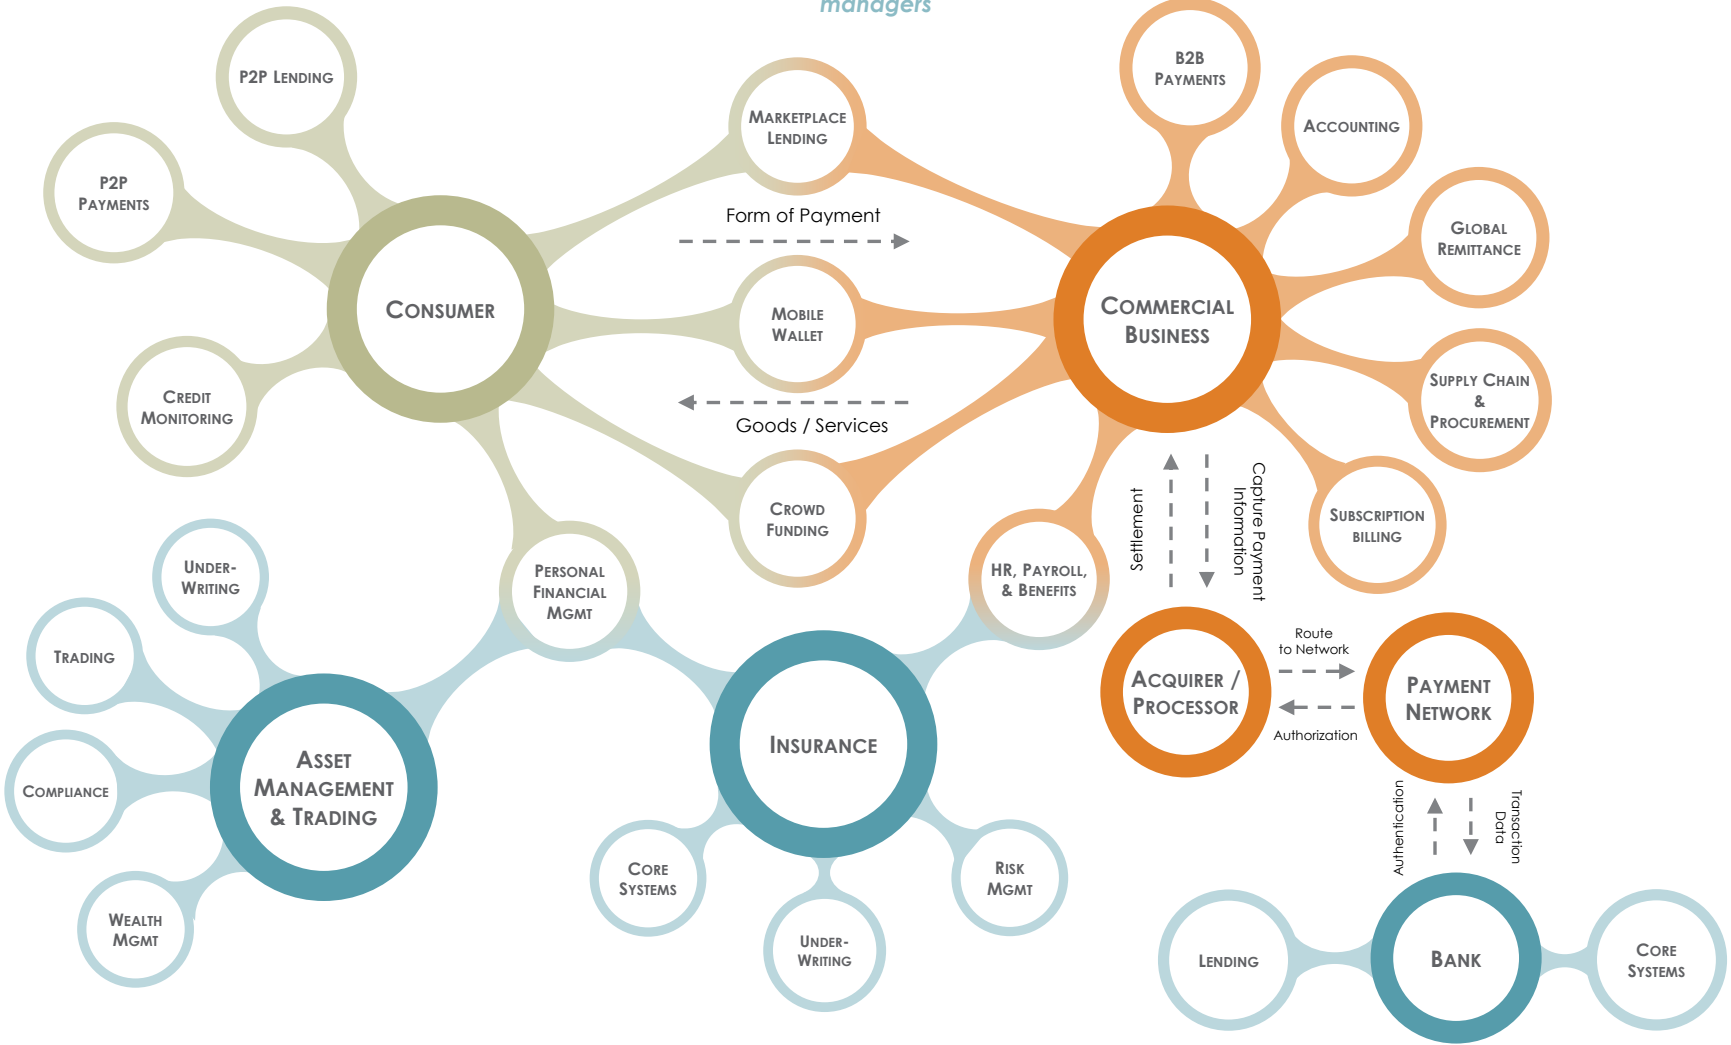 managers
P2P LENDING
P2P
PAYMENTS
CREDIT
MONITORING
CONSUMER
MARKETPLACE
LENDING
Form of Payment
MOBILE
WALLET
Goods / Services
CROWD
FUNDING
B2B
PAYMENTS
ACCOUNTING
GLOBAL
REMITTANCE
COMMERCIAL
BUSINESS
SUPPLY CHAIN
&
PROCUREMENT
SUBSCRIPTION
BILLING
Settlement
Capture Payment
Information
HR, PAYROLL,
& BENEFITS
PERSONAL
FINANCIAL
MGMT
UNDER-
WRITING
TRADING
COMPLIANCE
WEALTH
MGMT
ASSET
MANAGEMENT
& TRADING
INSURANCE
CORE
SYSTEMS
UNDER-
WRITING
RISK
MGMT
ACQUIRER /
PROCESSOR
Route
to Network
Authorization
PAYMENT
NETWORK
Authentication
Transaction
Data
LENDING
BANK
CORE
SYSTEMS